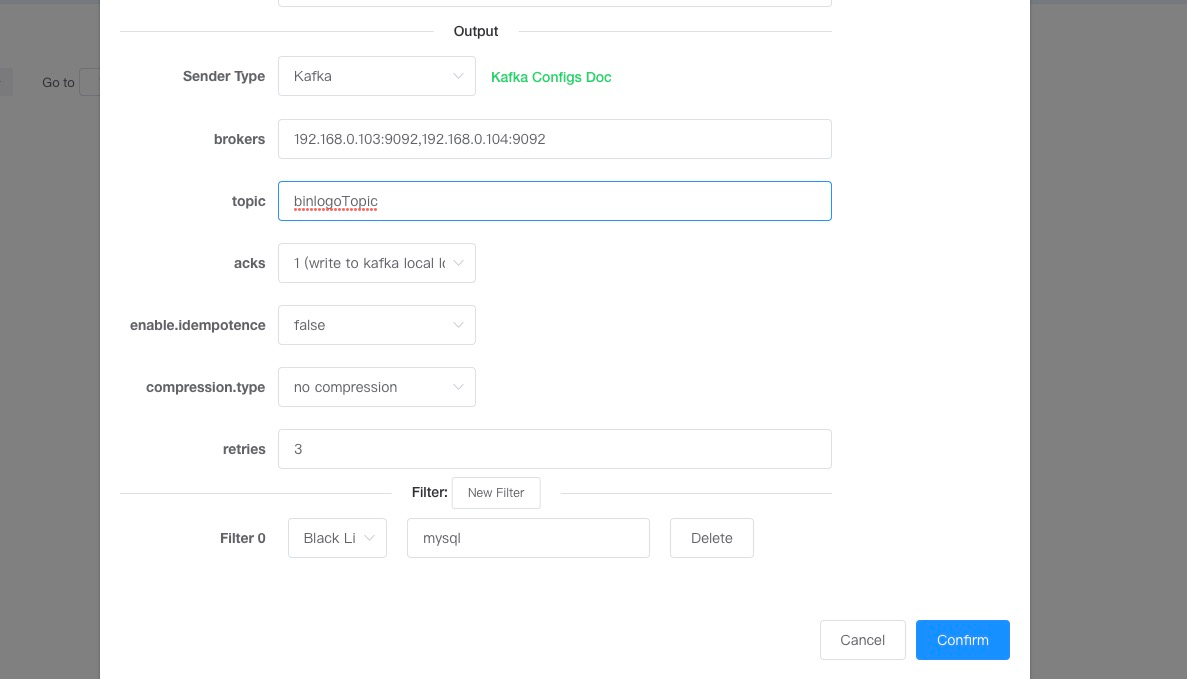 Output
Sender Type Kafka Kafka Configs Doc
Go to
brokers 192.168.0.103:9092,192.168.0.104:9092
topic binlogoTopic
acks 1 (write to kafka local
enable.idempotence false
compression.type no compression
retries 3
Filter: New Filter
Filter 0 Black Li mysql Delete
Cancel Confirm